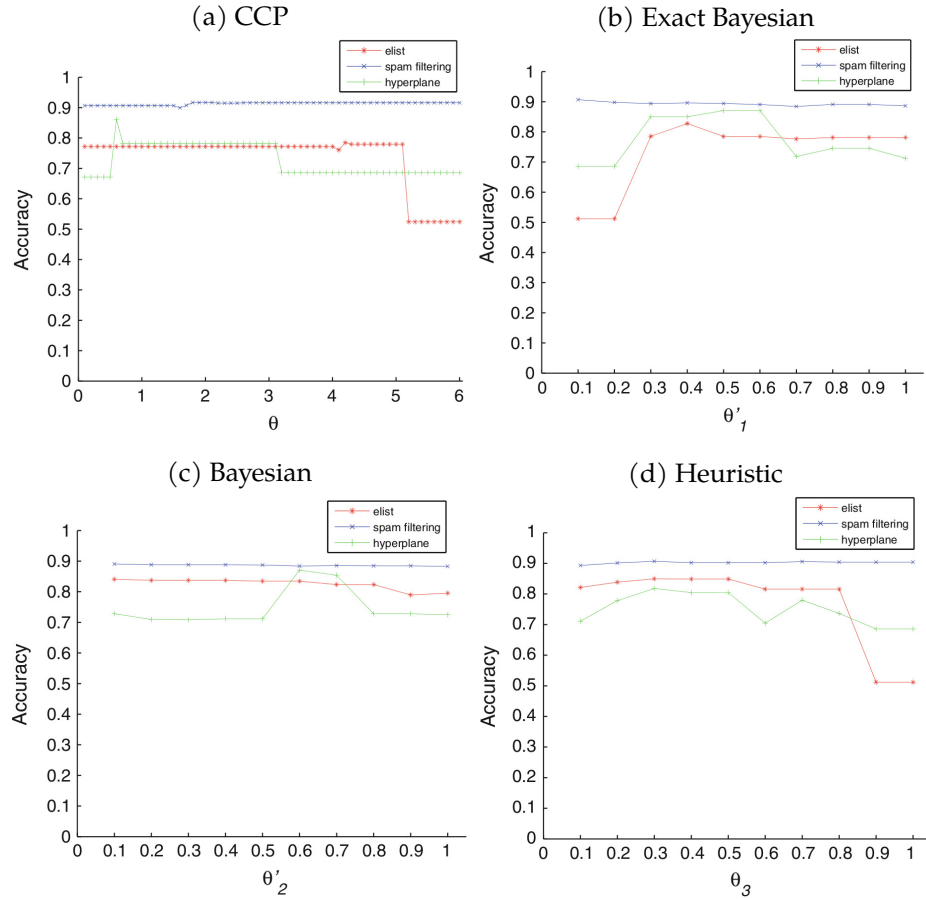 (a) CCP
elist
spam filtering
hyperplane
1
0.9
0.8
0.7
0.6
0.5
0.4
0.3
0.2
0.1
0
Accuracy
0 1 2 3 4 5 6
θ
(b) Exact Bayesian
elist
spam filtering
hyperplane
1
0.9
0.8
0.7
0.6
0.5
0.4
0.3
0.2
0.1
0
Accuracy
0 0.1 0.2 0.3 0.4 0.5 0.6 0.7 0.8 0.9 1
θ'₁
(c) Bayesian
elist
spam filtering
hyperplane
1
0.9
0.8
0.7
0.6
0.5
0.4
0.3
0.2
0.1
0
Accuracy
0 0.1 0.2 0.3 0.4 0.5 0.6 0.7 0.8 0.9 1
θ'₂
(d) Heuristic
elist
spam filtering
hyperplane
1
0.9
0.8
0.7
0.6
0.5
0.4
0.3
0.2
0.1
0
Accuracy
0 0.1 0.2 0.3 0.4 0.5 0.6 0.7 0.8 0.9 1
θ₃